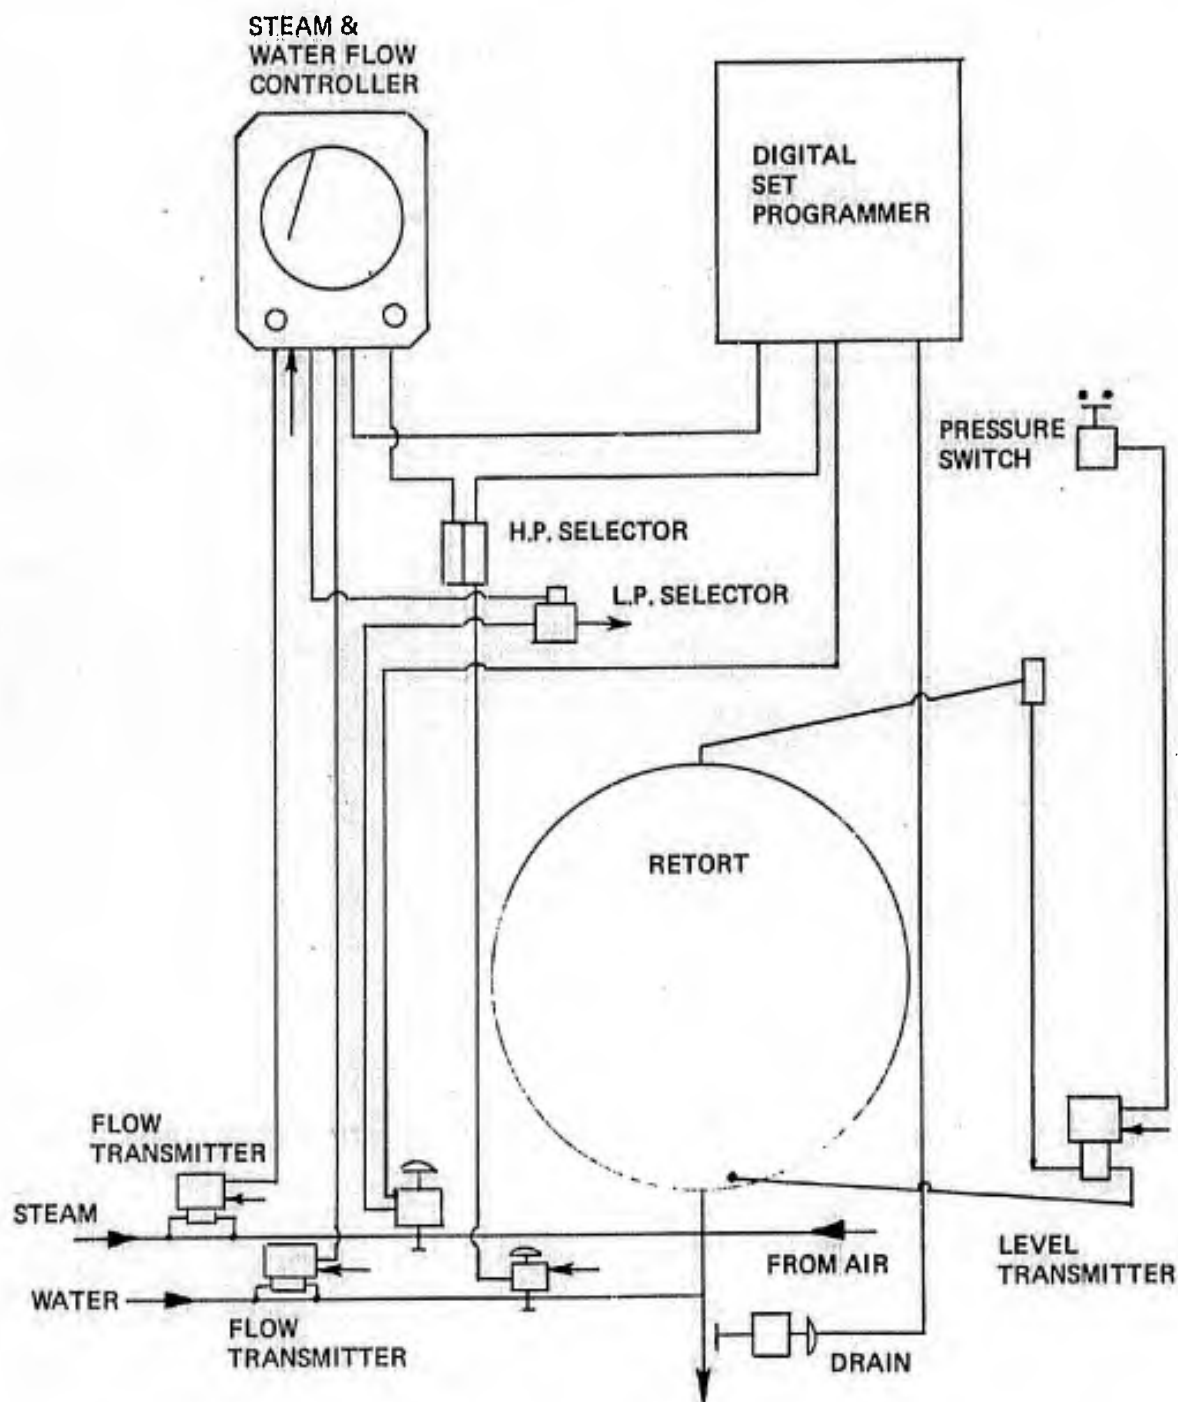 STEAM &
WATER FLOW
CONTROLLER
DIGITAL
SET
PROGRAMMER
PRESSURE
SWITCH
H.P. SELECTOR
L.P. SELECTOR
RETORT
FLOW
TRANSMITTER
STEAM
FROM AIR
LEVEL
TRANSMITTER
WATER
FLOW
TRANSMITTER
DRAIN